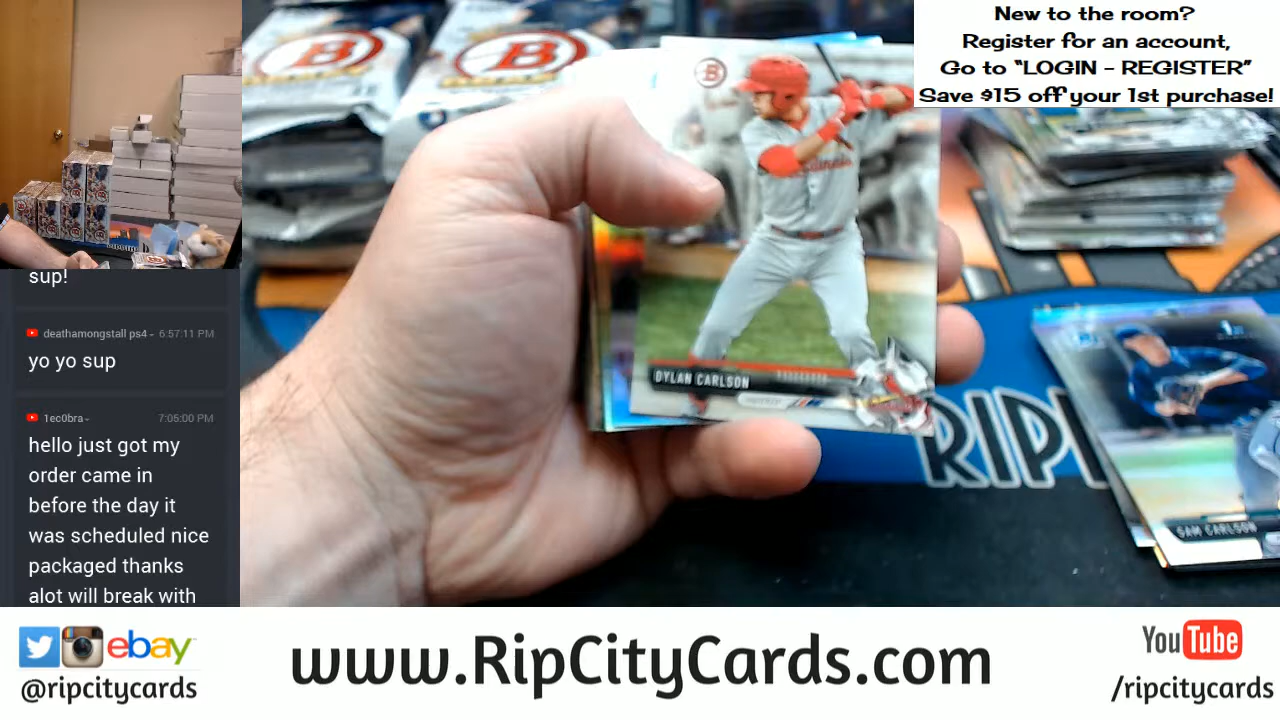 New to the room?
Register for an account,
Go to “LOGIN - REGISTER”
Save $15 off your 1st purchase!
B
B
B
Cardinals
DYLAN CARLSON
SAM CARLSON
RIP
sup!
deathamongstall ps4 - 6:57:11 PM
yo yo sup
1ec0bra - 7:05:00 PM
hello just got my
order came in
before the day it
was scheduled nice
packaged thanks
alot will break with
ebay
@ripcitycards
www.RipCityCards.com
YouTube
/ripcitycards